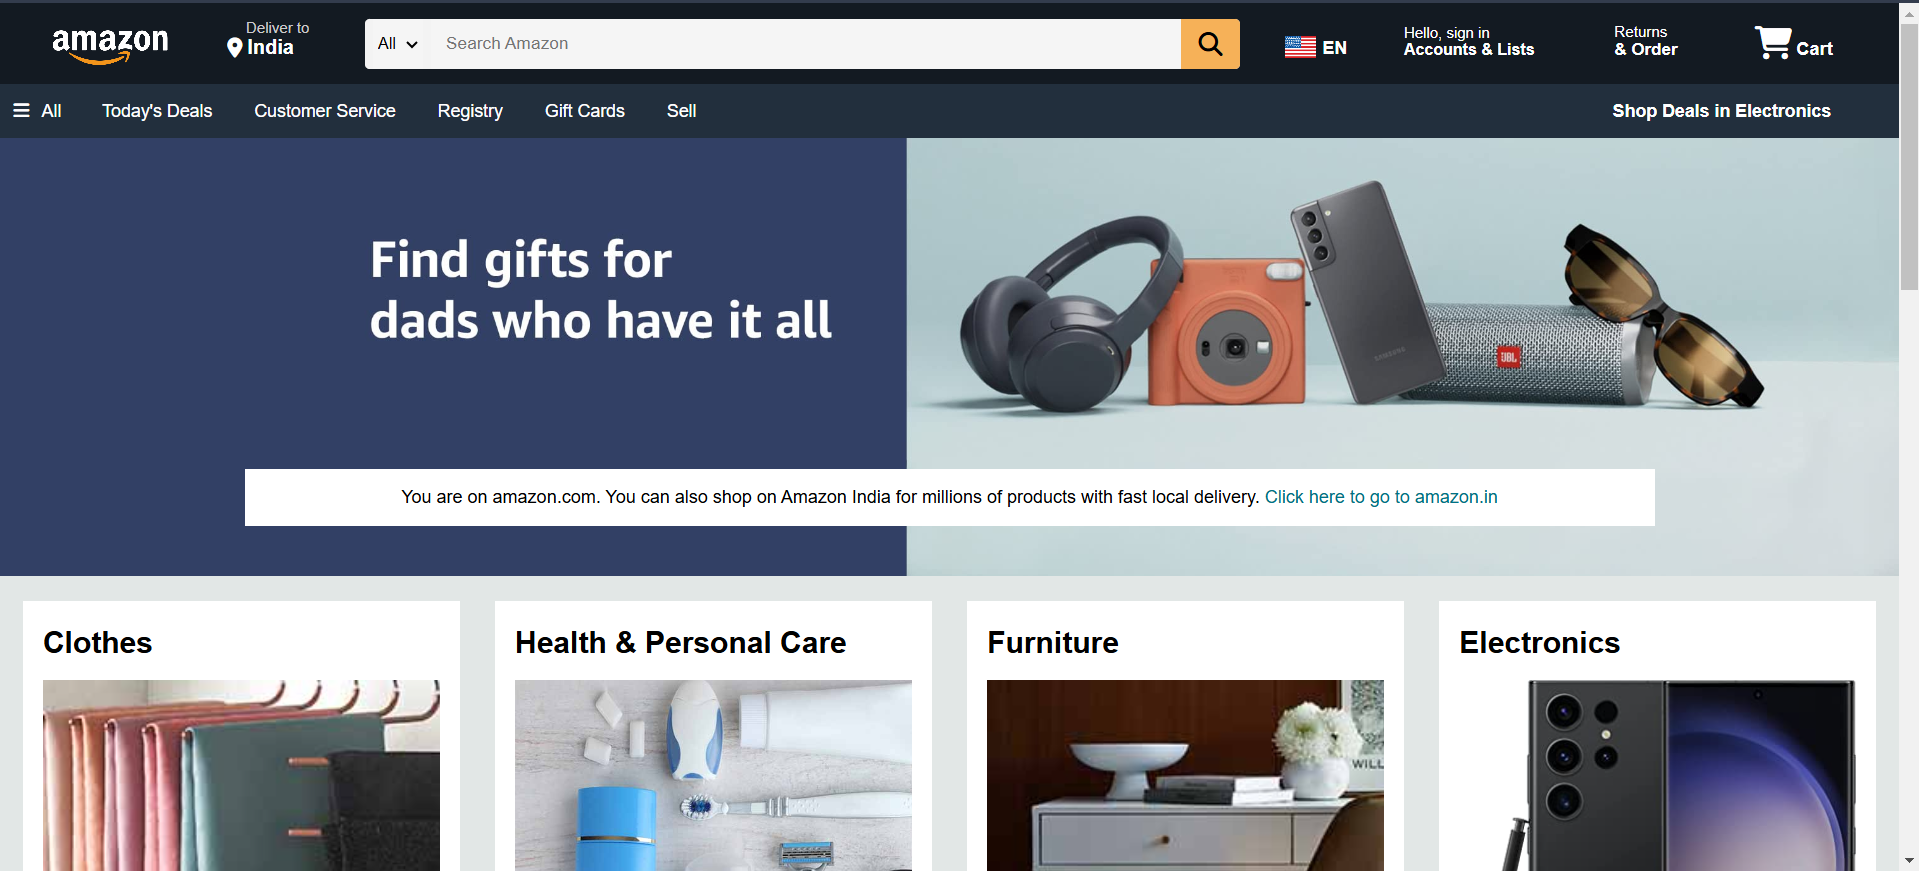 amazon
Deliver to
India
All
Search Amazon
EN
Hello, sign in
Accounts & Lists
Returns
& Order
Cart
All
Today's Deals
Customer Service
Registry
Gift Cards
Sell
Shop Deals in Electronics
Find gifts for
dads who have it all
SAMSUNG
JBL
You are on amazon.com. You can also shop on Amazon India for millions of products with fast local delivery. Click here to go to amazon.in
Clothes
Health & Personal Care
Furniture
Electronics
WILL